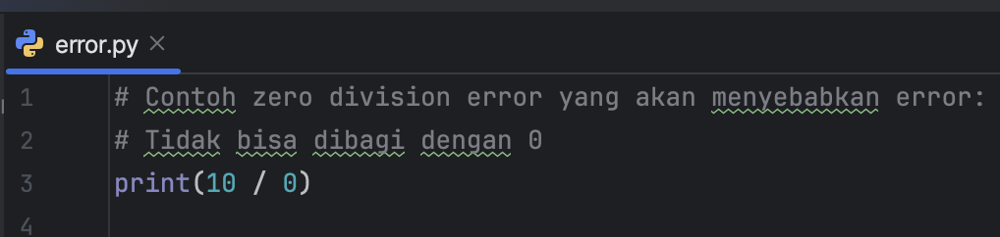 error.py
1 # Contoh zero division error yang akan menyebabkan error:
2 # Tidak bisa dibagi dengan 0
3 print(10 / 0)
4